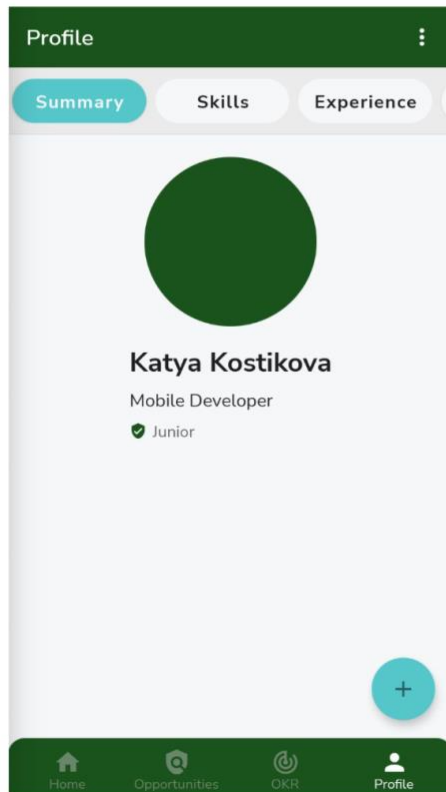 Profile
Summary Skills Experience
Katya Kostikova
Mobile Developer
Junior
Home Opportunities OKR Profile